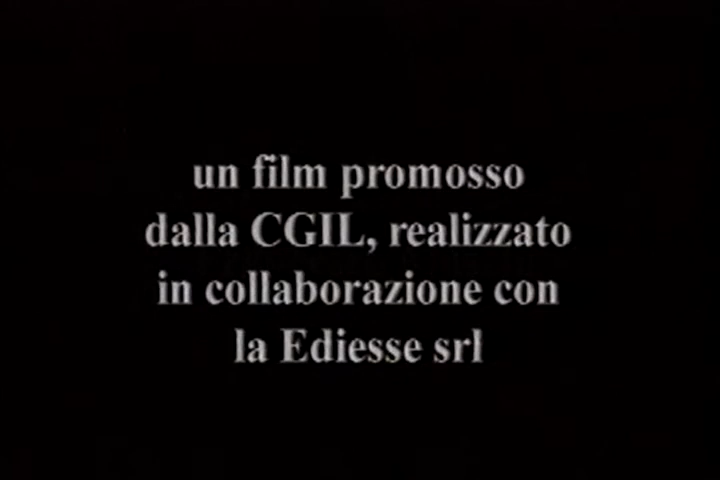 un film promosso
dalla CGIL, realizzato
in collaborazione con
la Ediesse srl